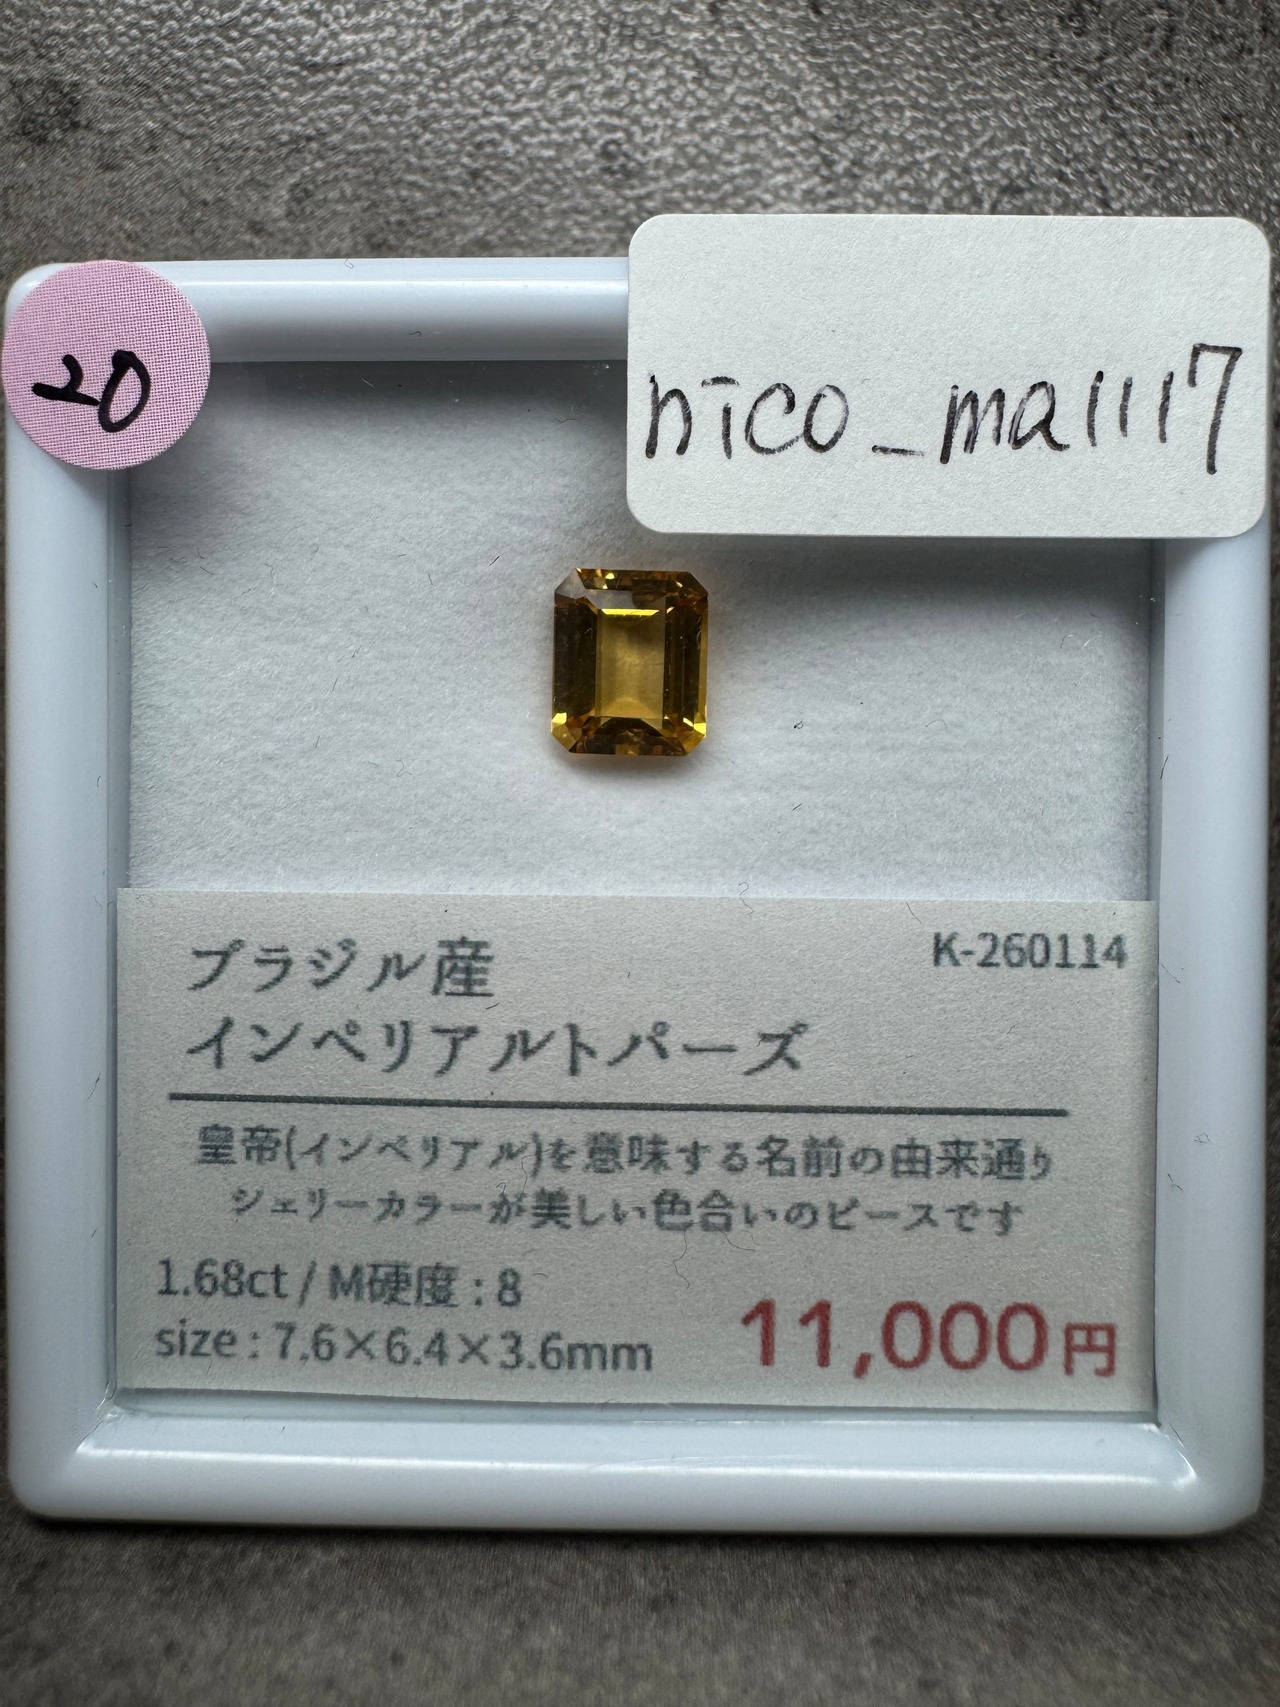 20
nico_ma1117
ブラジル産
K-260114
インペリアルトパーズ
皇帝(インペリアル)を意味する名前の由来通り
シェリーカラーが美しい色合いのピースです
1.68ct / M硬度 : 8
size : 7.6×6.4×3.6mm
11,000円